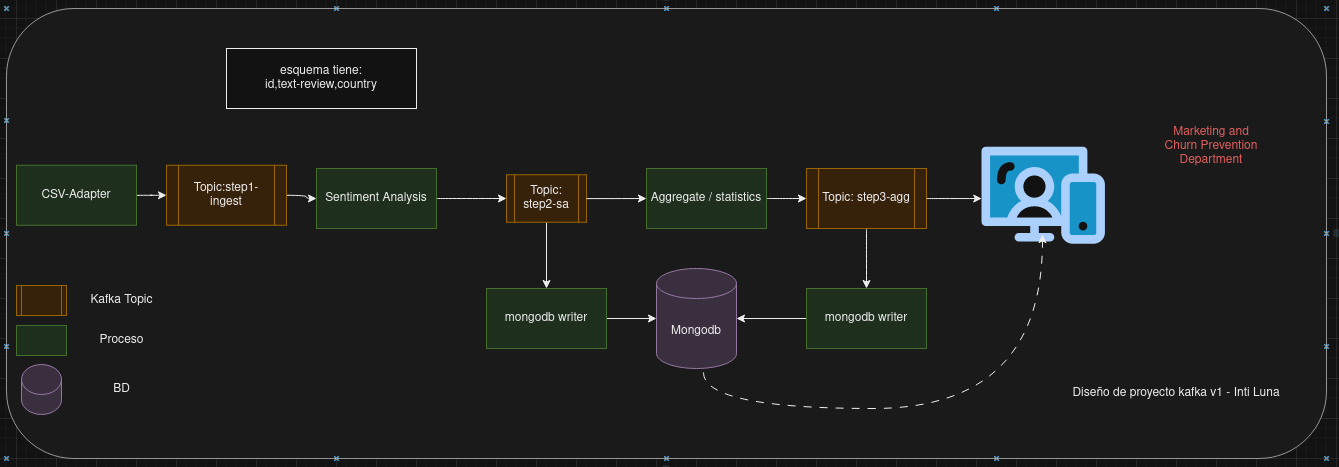 esquema tiene:
id,text-review,country
Marketing and
Churn Prevention
Department
CSV-Adapter
Topic:step1-
ingest
Sentiment Analysis
Topic:
step2-sa
Aggregate / statistics
Topic: step3-agg
mongodb writer
Mongodb
mongodb writer
Kafka Topic
Proceso
BD
Diseño de proyecto kafka v1 - Inti Luna